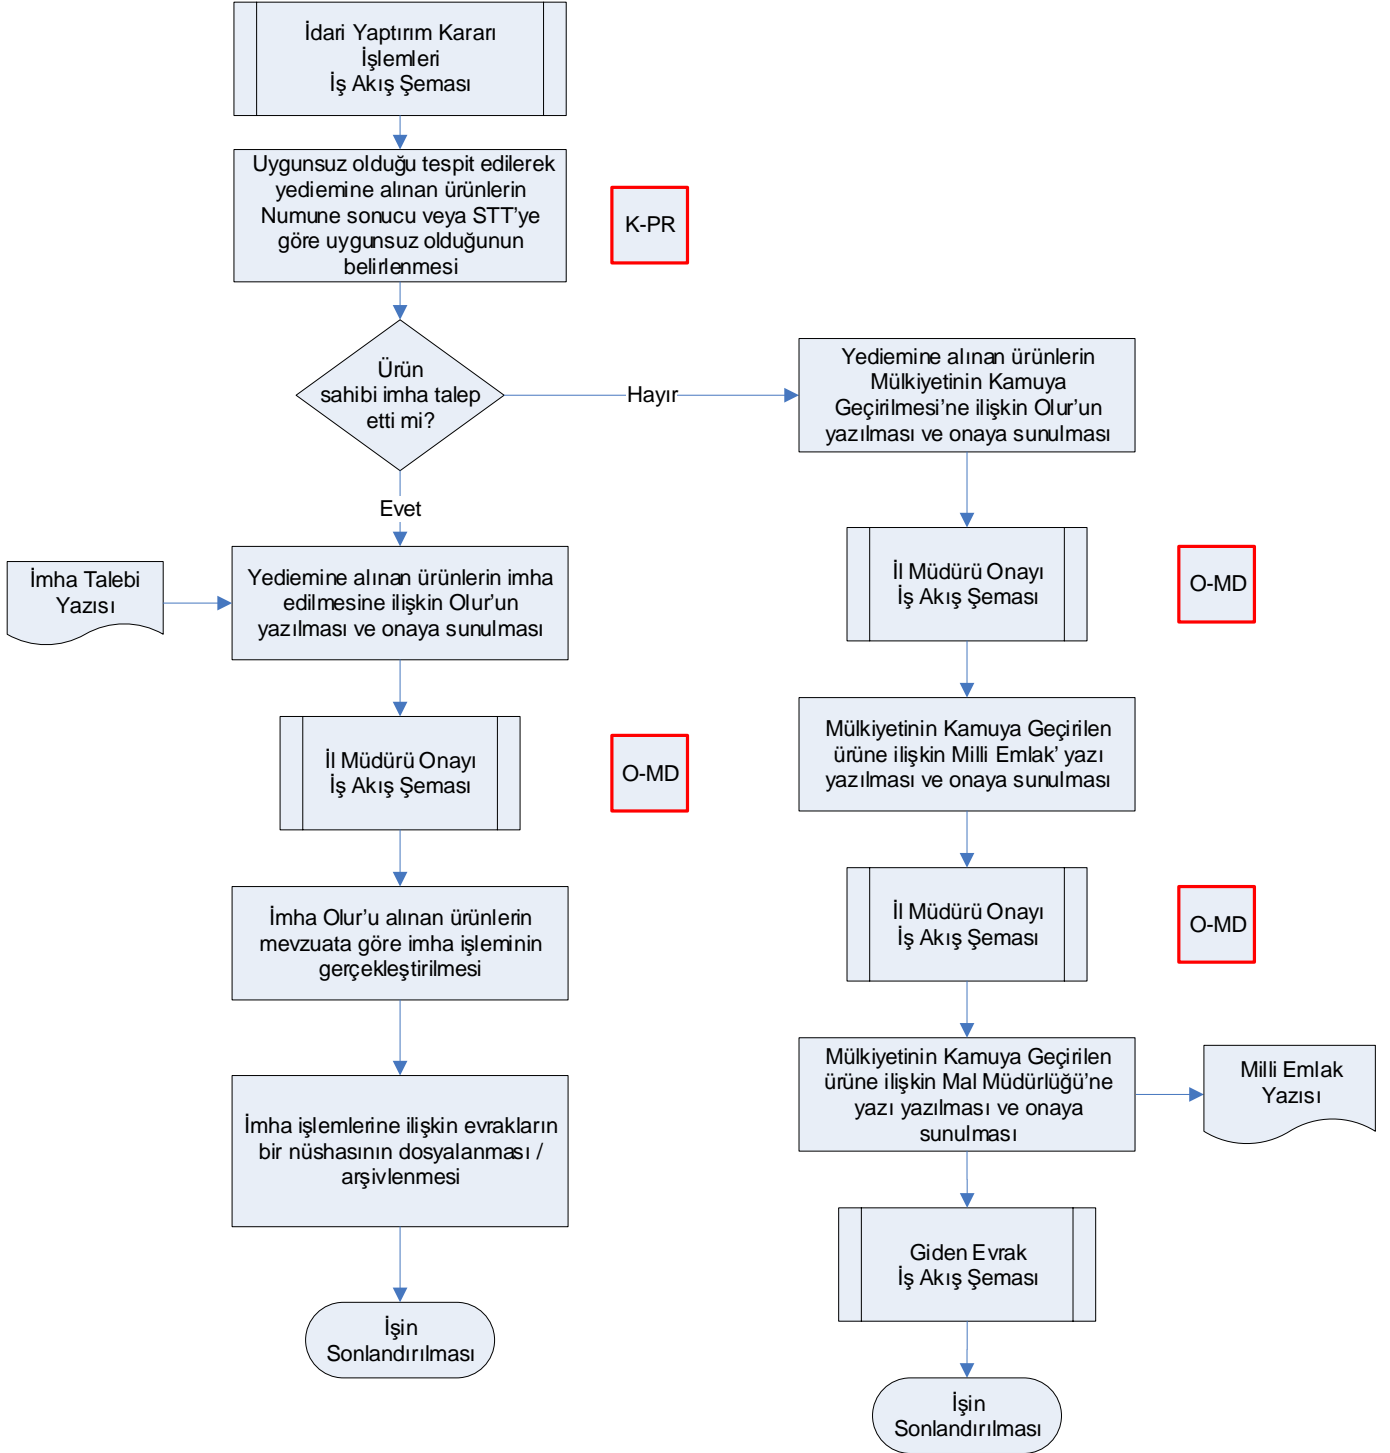 İdari Yaptırım Kararı
İşlemleri
İş Akış Şeması
Uygunsuz olduğu tespit edilerek
yediemine alınan ürünlerin
Numune sonucu veya STT’ye
göre uygunsuz olduğunun
belirlenmesi
K-PR
Ürün
sahibi imha talep
etti mi?
Hayır
Yediemine alınan ürünlerin
Mülkiyetinin Kamuya
Geçirilmesi’ne ilişkin Olur’un
yazılması ve onaya sunulması
Evet
İmha Talebi
Yazısı
Yediemine alınan ürünlerin imha
edilmesine ilişkin Olur’un
yazılması ve onaya sunulması
İl Müdürü Onayı
İş Akış Şeması
O-MD
İl Müdürü Onayı
İş Akış Şeması
O-MD
Mülkiyetinin Kamuya Geçirilen
ürüne ilişkin Milli Emlak’ yazı
yazılması ve onaya sunulması
İmha Olur’u alınan ürünlerin
mevzuata göre imha işleminin
gerçekleştirilmesi
İl Müdürü Onayı
İş Akış Şeması
O-MD
Mülkiyetinin Kamuya Geçirilen
ürüne ilişkin Mal Müdürlüğü’ne
yazı yazılması ve onaya
sunulması
Milli Emlak
Yazısı
İmha işlemlerine ilişkin evrakların
bir nüshasının dosyalanması /
arşivlenmesi
Giden Evrak
İş Akış Şeması
İşin
Sonlandırılması
İşin
Sonlandırılması